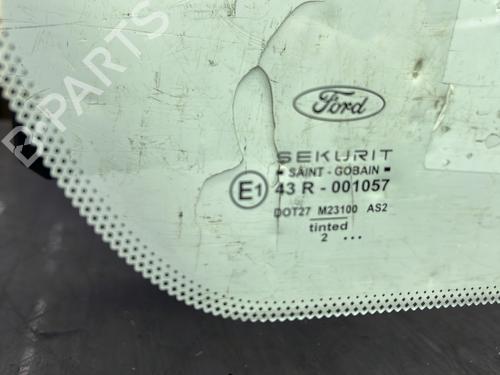 B-PARTS
Ford
SEKURIT
SAINT - GOBAIN
E1 43 R - 001057
DOT27 M23100 AS2
tinted
2 ...